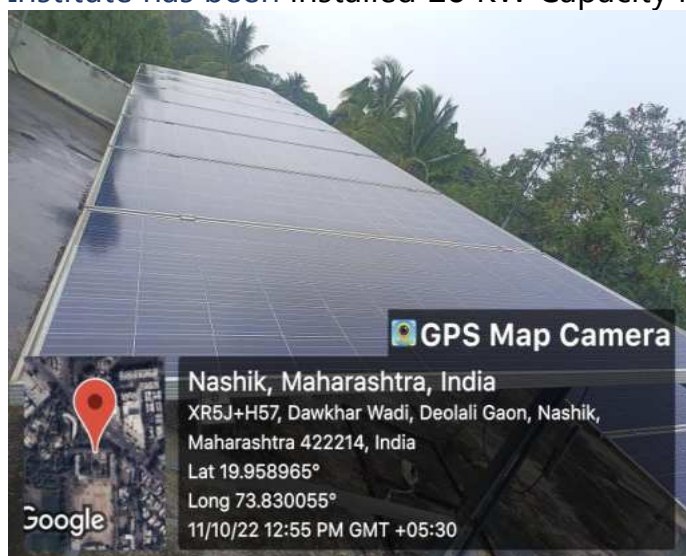 Institute has been installed 20 KW Capacity
GPS Map Camera
Nashik, Maharashtra, India
XR5J+H57, Dawkhar Wadi, Deolali Gaon, Nashik,
Maharashtra 422214, India
Lat 19.958965°
Long 73.830055°
11/10/22 12:55 PM GMT +05:30
Google